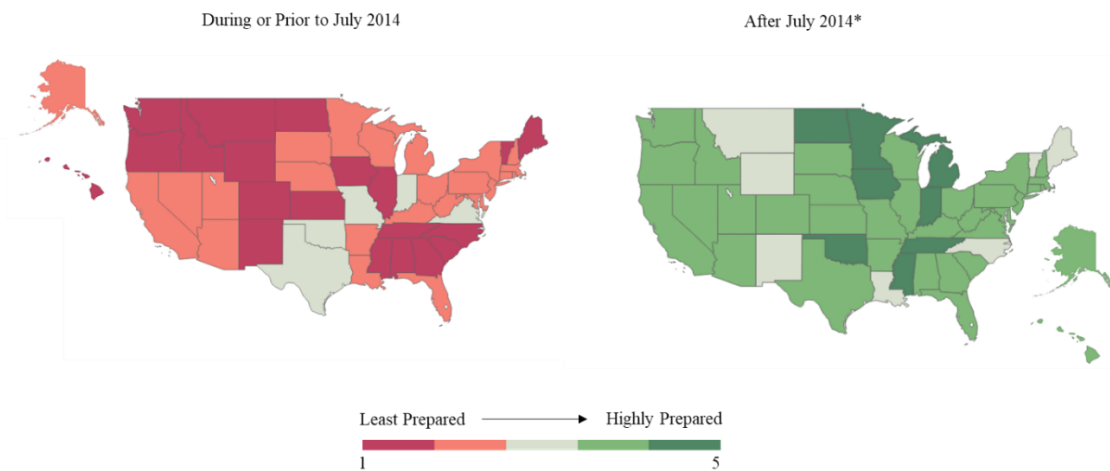 During or Prior to July 2014
After July 2014*
Least Prepared
Highly Prepared
1
5